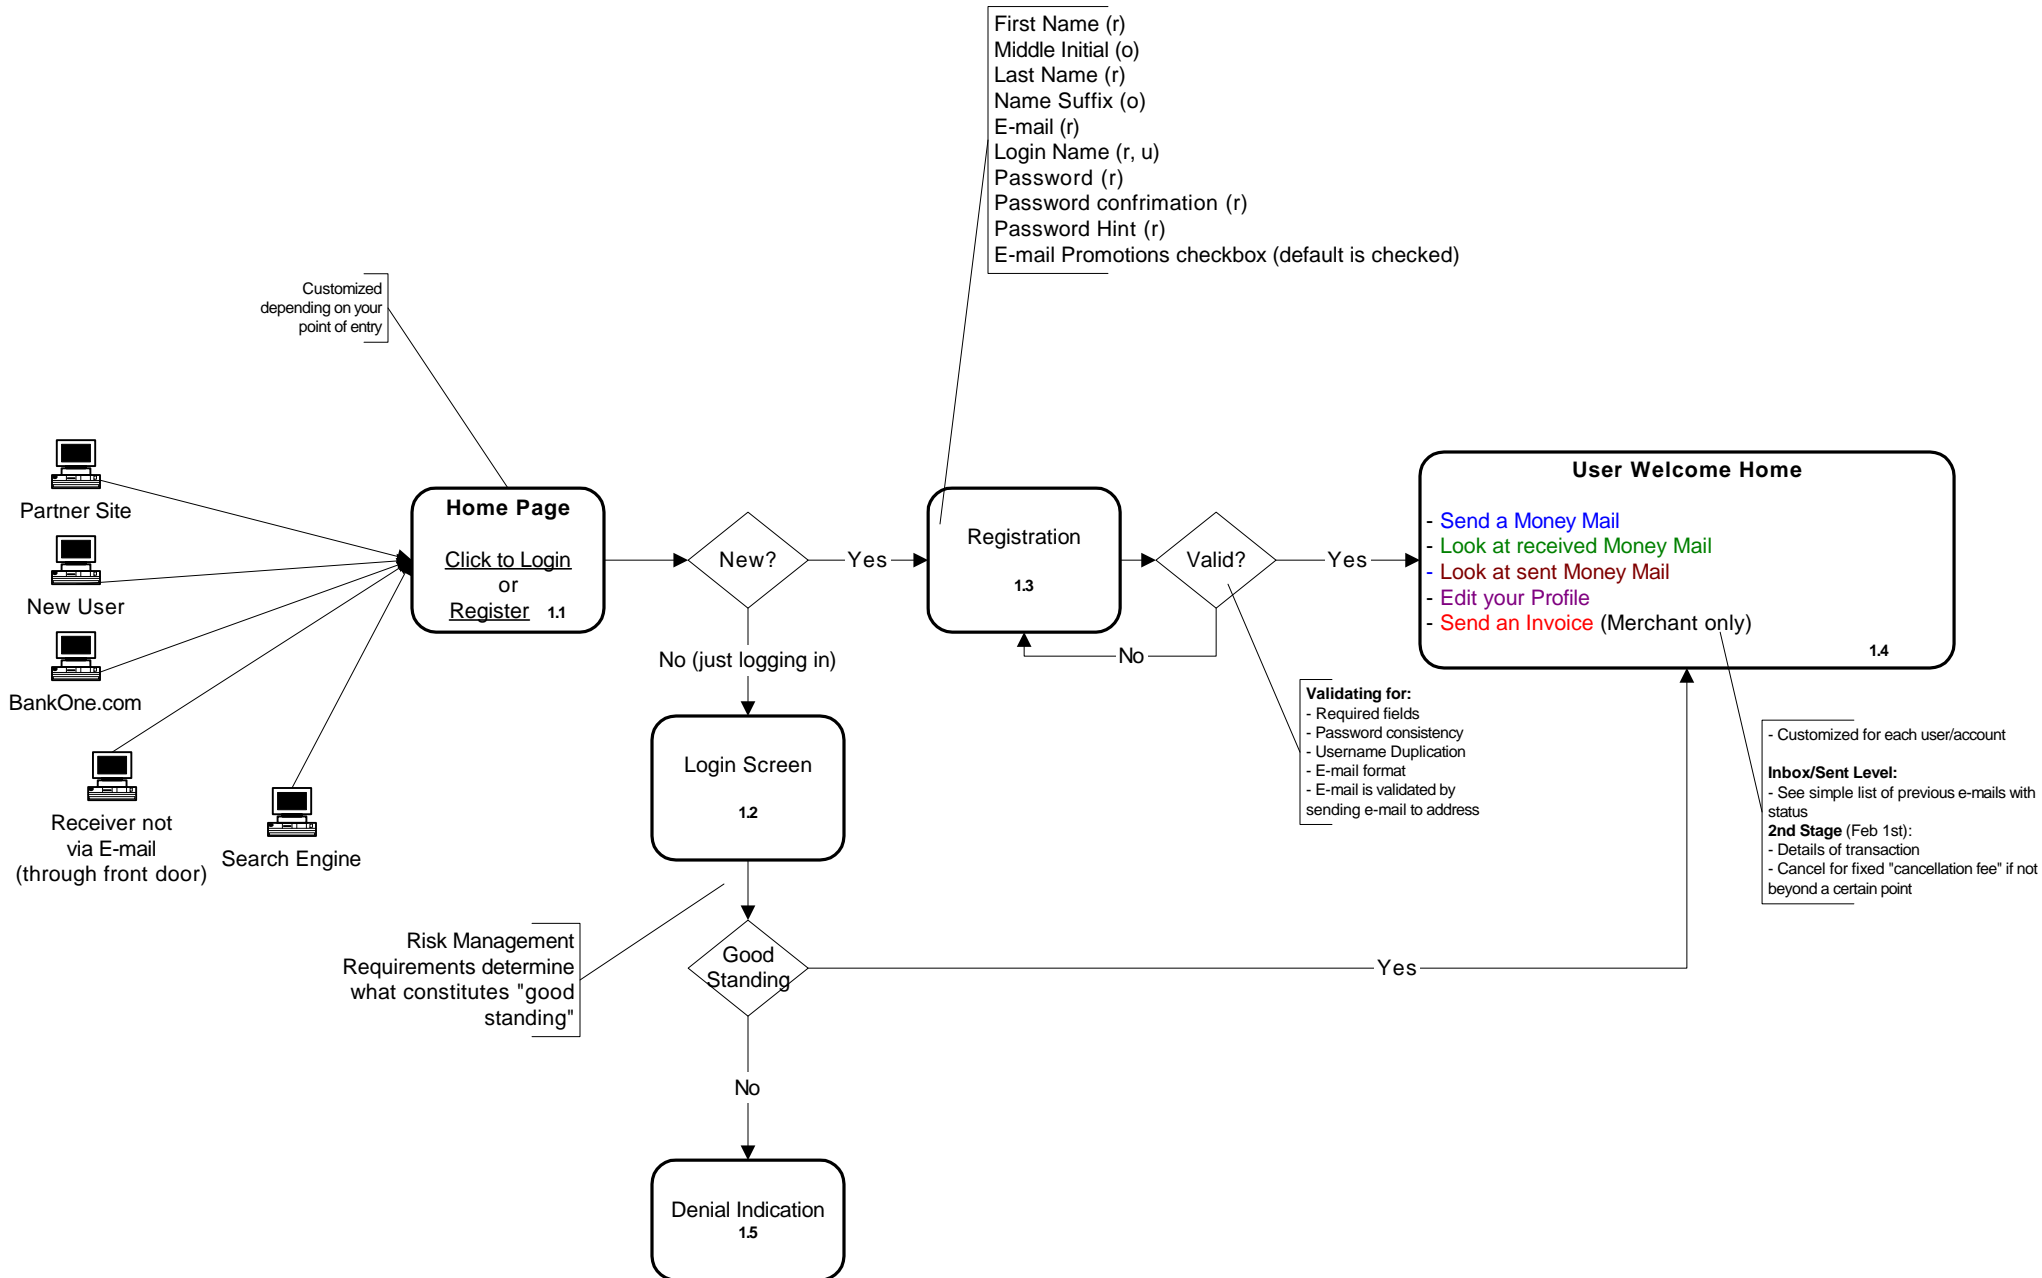 First Name (r)
Middle Initial (o)
Last Name (r)
Name Suffix (o)
E-mail (r)
Login Name (r, u)
Password (r)
Password confrimation (r)
Password Hint (r)
E-mail Promotions checkbox (default is checked)
Customized
depending on your
point of entry
Partner Site
New User
BankOne.com
Receiver not
via E-mail
(through front door)
Search Engine
Home Page
Click to Login
or
Register 1.1
New?
Yes
No (just logging in)
Registration
1.3
Valid?
Yes
No
User Welcome Home
- Send a Money Mail
- Look at received Money Mail
- Look at sent Money Mail
- Edit your Profile
- Send an Invoice (Merchant only)
1.4
Validating for:
- Required fields
- Password consistency
- Username Duplication
- E-mail format
- E-mail is validated by
sending e-mail to address
- Customized for each user/account
Inbox/Sent Level:
- See simple list of previous e-mails with
status
2nd Stage (Feb 1st):
- Details of transaction
- Cancel for fixed "cancellation fee" if not
beyond a certain point
Login Screen
1.2
Risk Management
Requirements determine
what constitutes "good
standing"
Good
Standing
Yes
No
Denial Indication
1.5